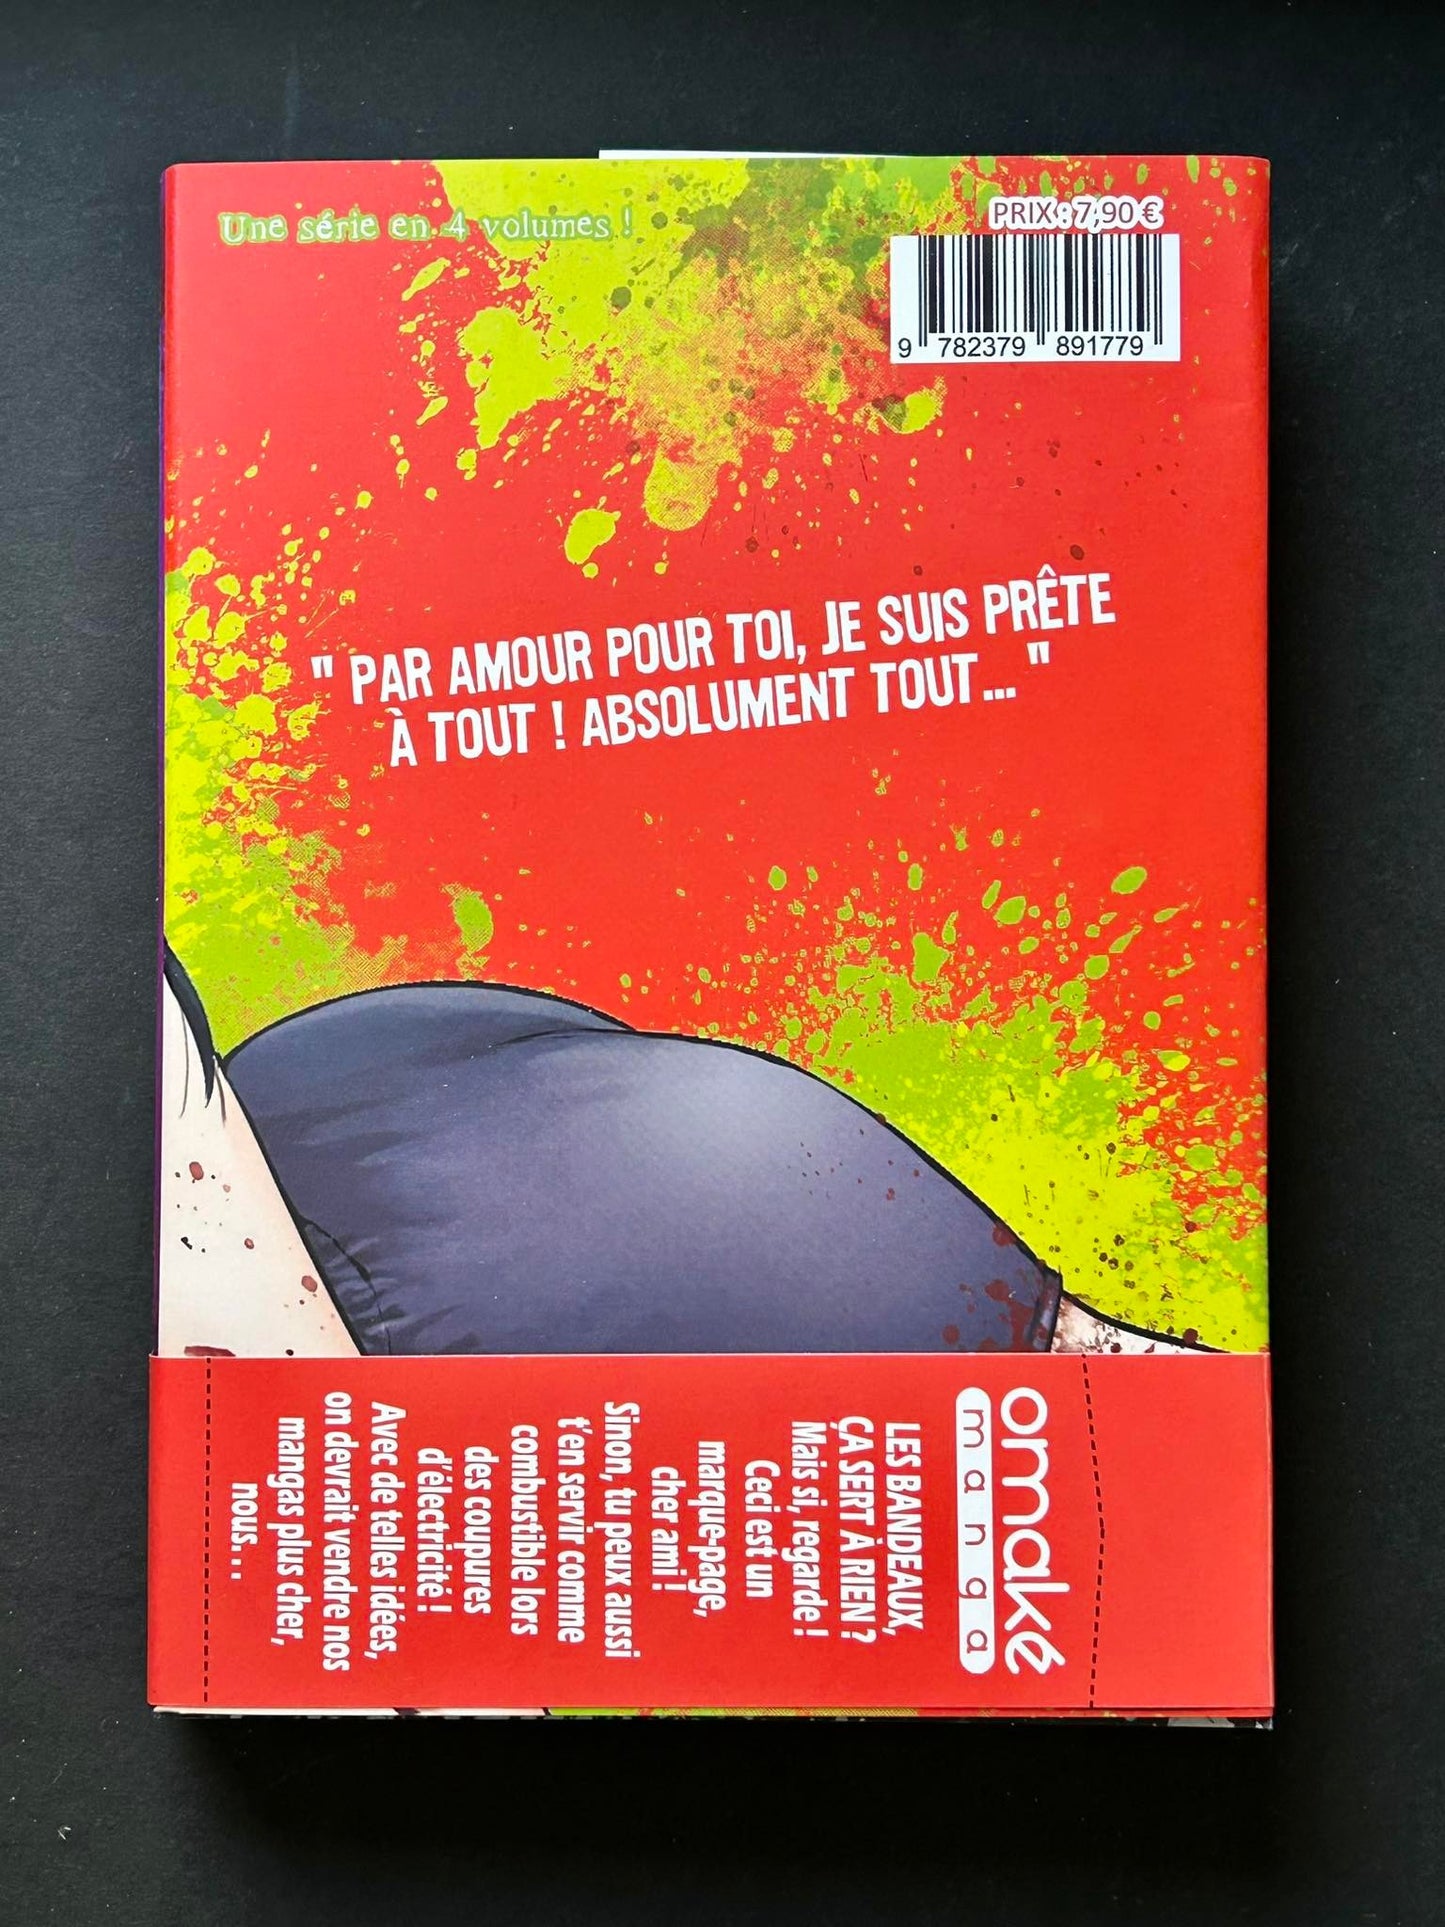 Une série en 4 volumes !
PRIX : 7,90 €
9 782379 891779
" PAR AMOUR POUR TOI, JE SUIS PRÊTE
À TOUT ! ABSOLUMENT TOUT... "
omaké
manga
LES BANDEAUX,
ÇA SERT À RIEN ?
Mais si, regarde !
Ceci est un
marque-page,
cher ami !
Sinon, tu peux aussi
t'en servir comme
combustible lors
des coupures
d'électricité !
Avec de telles idées,
on devrait vendre nos
mangas plus cher,
nous...